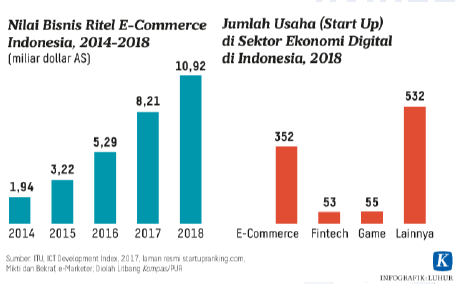 Nilai Bisnis Ritel E-Commerce
Indonesia, 2014-2018
(miliar dollar AS)
10,92
8,21
5,29
3,22
1,94
2014 2015 2016 2017 2018
Jumlah Usaha (Start Up)
di Sektor Ekonomi Digital
di Indonesia, 2018
532
352
53
55
E-Commerce Fintech Game Lainnya
Sumber: ITU, ICT Development Index, 2017, laman resmi startupranking.com,
Mikti dan Bekraf, e-Marketer; Diolah Litbang Kompas/PUR
K
INFOGRAFIK: LUHUR